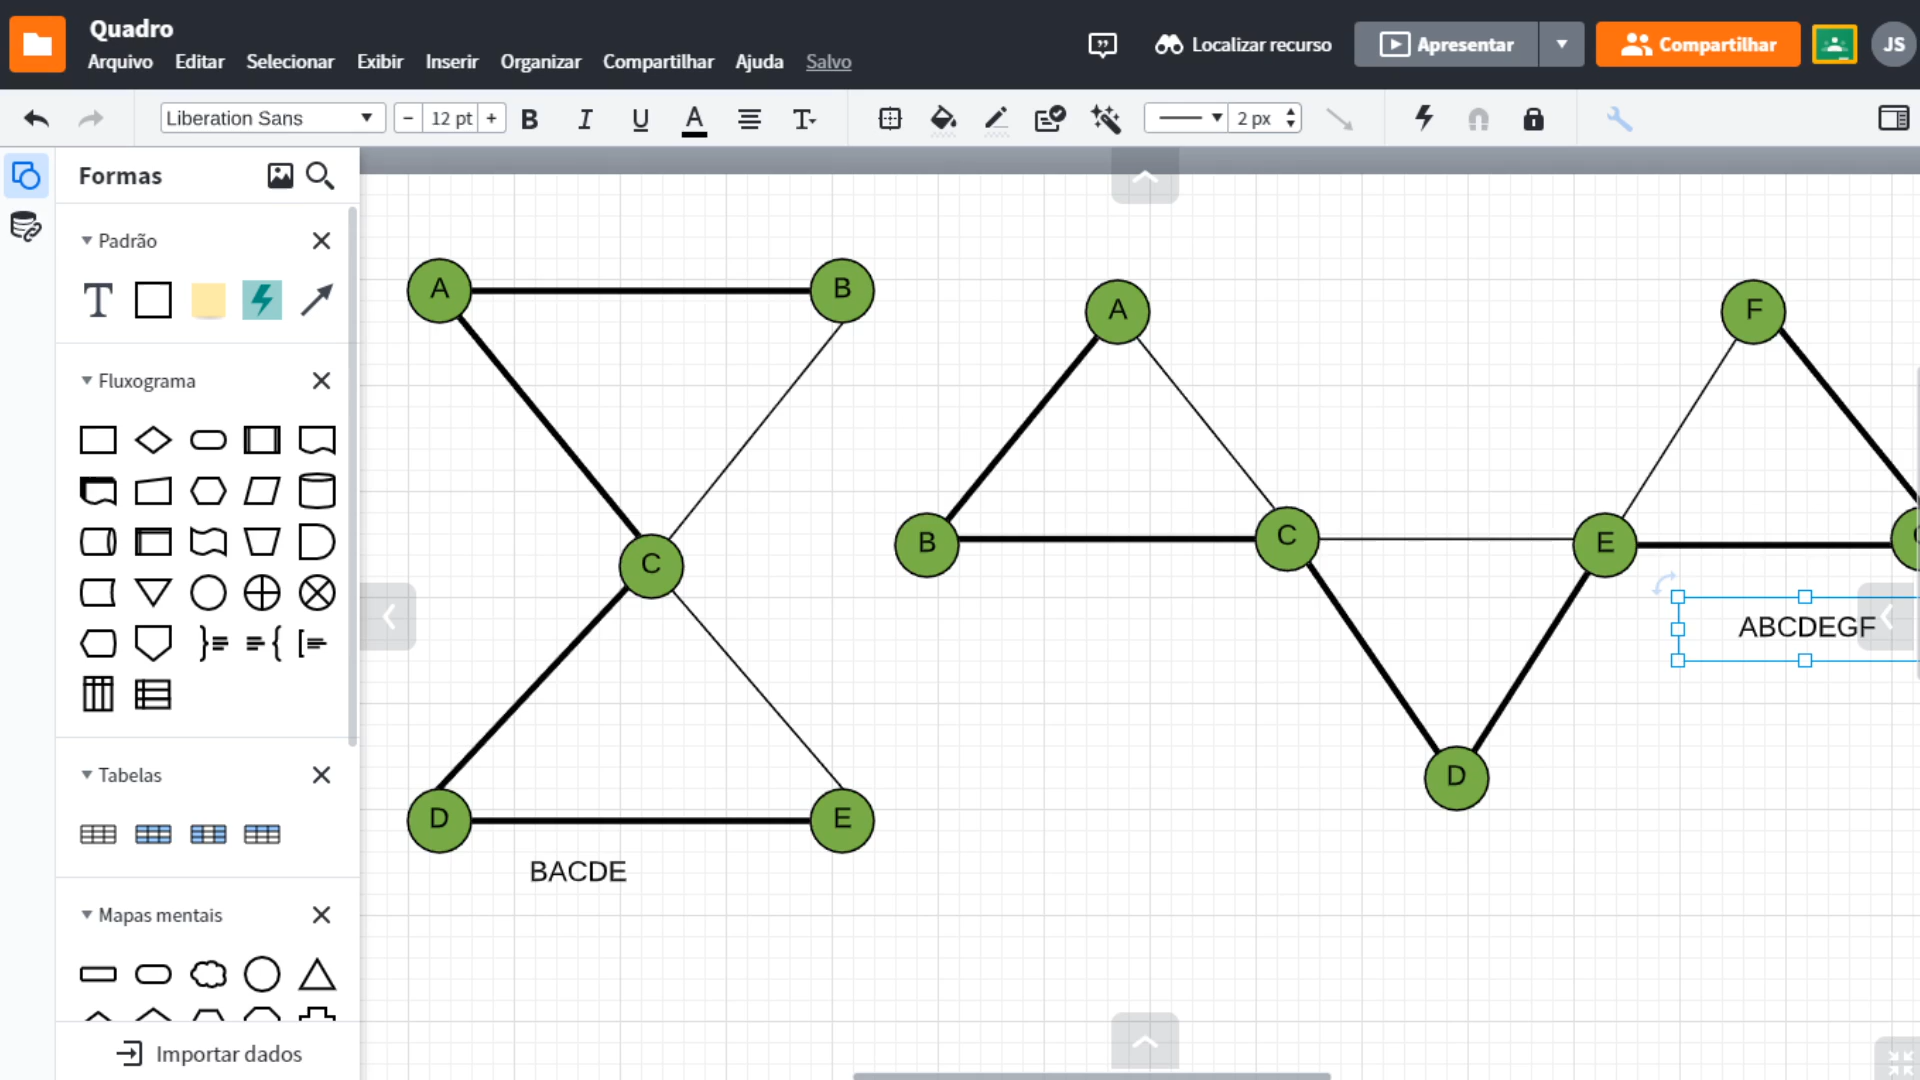 Quadro
Arquivo Editar Selecionar Exibir Inserir Organizar Compartilhar Ajuda Salvo
Localizar recurso
Apresentar
Compartilhar
JS
Liberation Sans
− 12 pt +
B I U A T
2 px
Formas
Padrão
T
Fluxograma
Tabelas
Mapas mentais
Importar dados
A B
C
D E
BACDE
A F
B C E
D
ABCDEGF